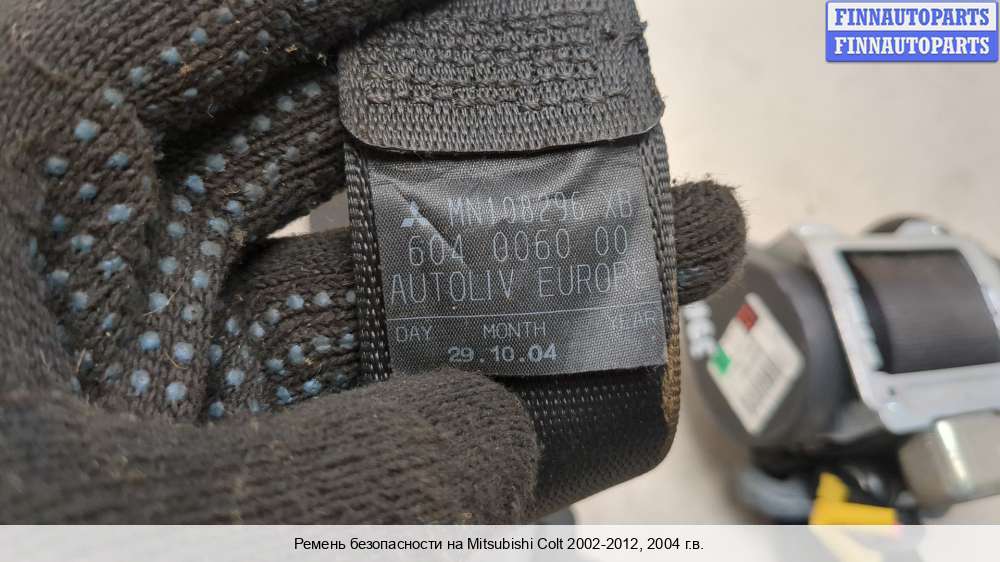 FINNAUTOPARTS
FINNAUTOPARTS
MN198296 XB
604 0060 00
AUTOLIV EUROPE
DAY MONTH YEAR
29.10.04
Ремень безопасности на Mitsubishi Colt 2002-2012, 2004 г.в.